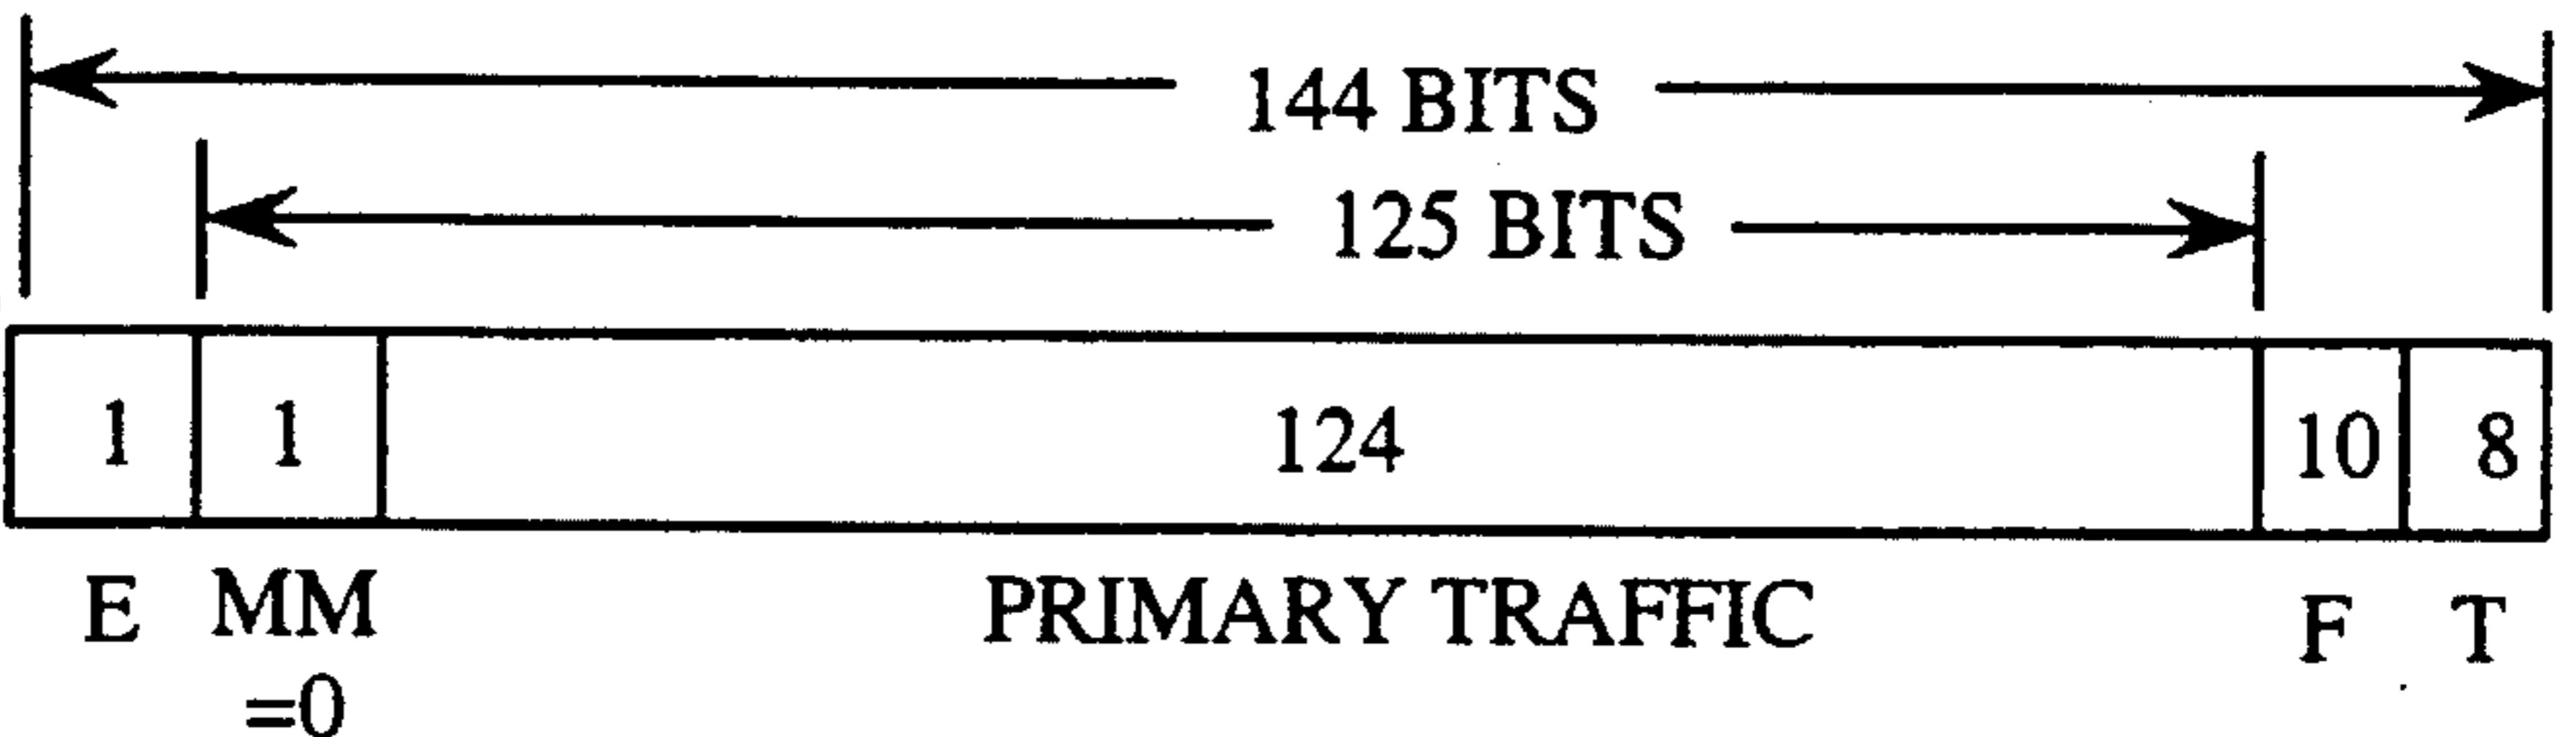 144 BITS
125 BITS
1 1 124 10 8
E MM PRIMARY TRAFFIC F T
=0